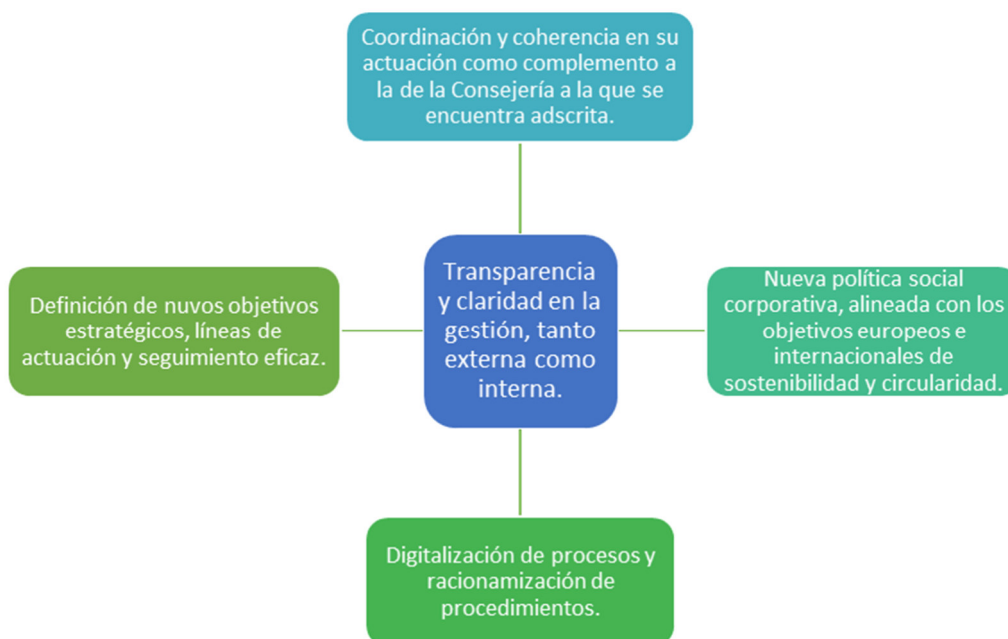 Coordinación y coherencia en su
actuación como complemento a
la de la Consejería a la que se
encuentra adscrita.
Definición de nuvos objetivos
estratégicos, líneas de
actuación y seguimiento eficaz.
Transparencia
y claridad en la
gestión, tanto
externa como
interna.
Nueva política social
corporativa, alineada con los
objetivos europeos e
internacionales de
sostenibilidad y circularidad.
Digitalización de procesos y
racionamización de
procedimientos.